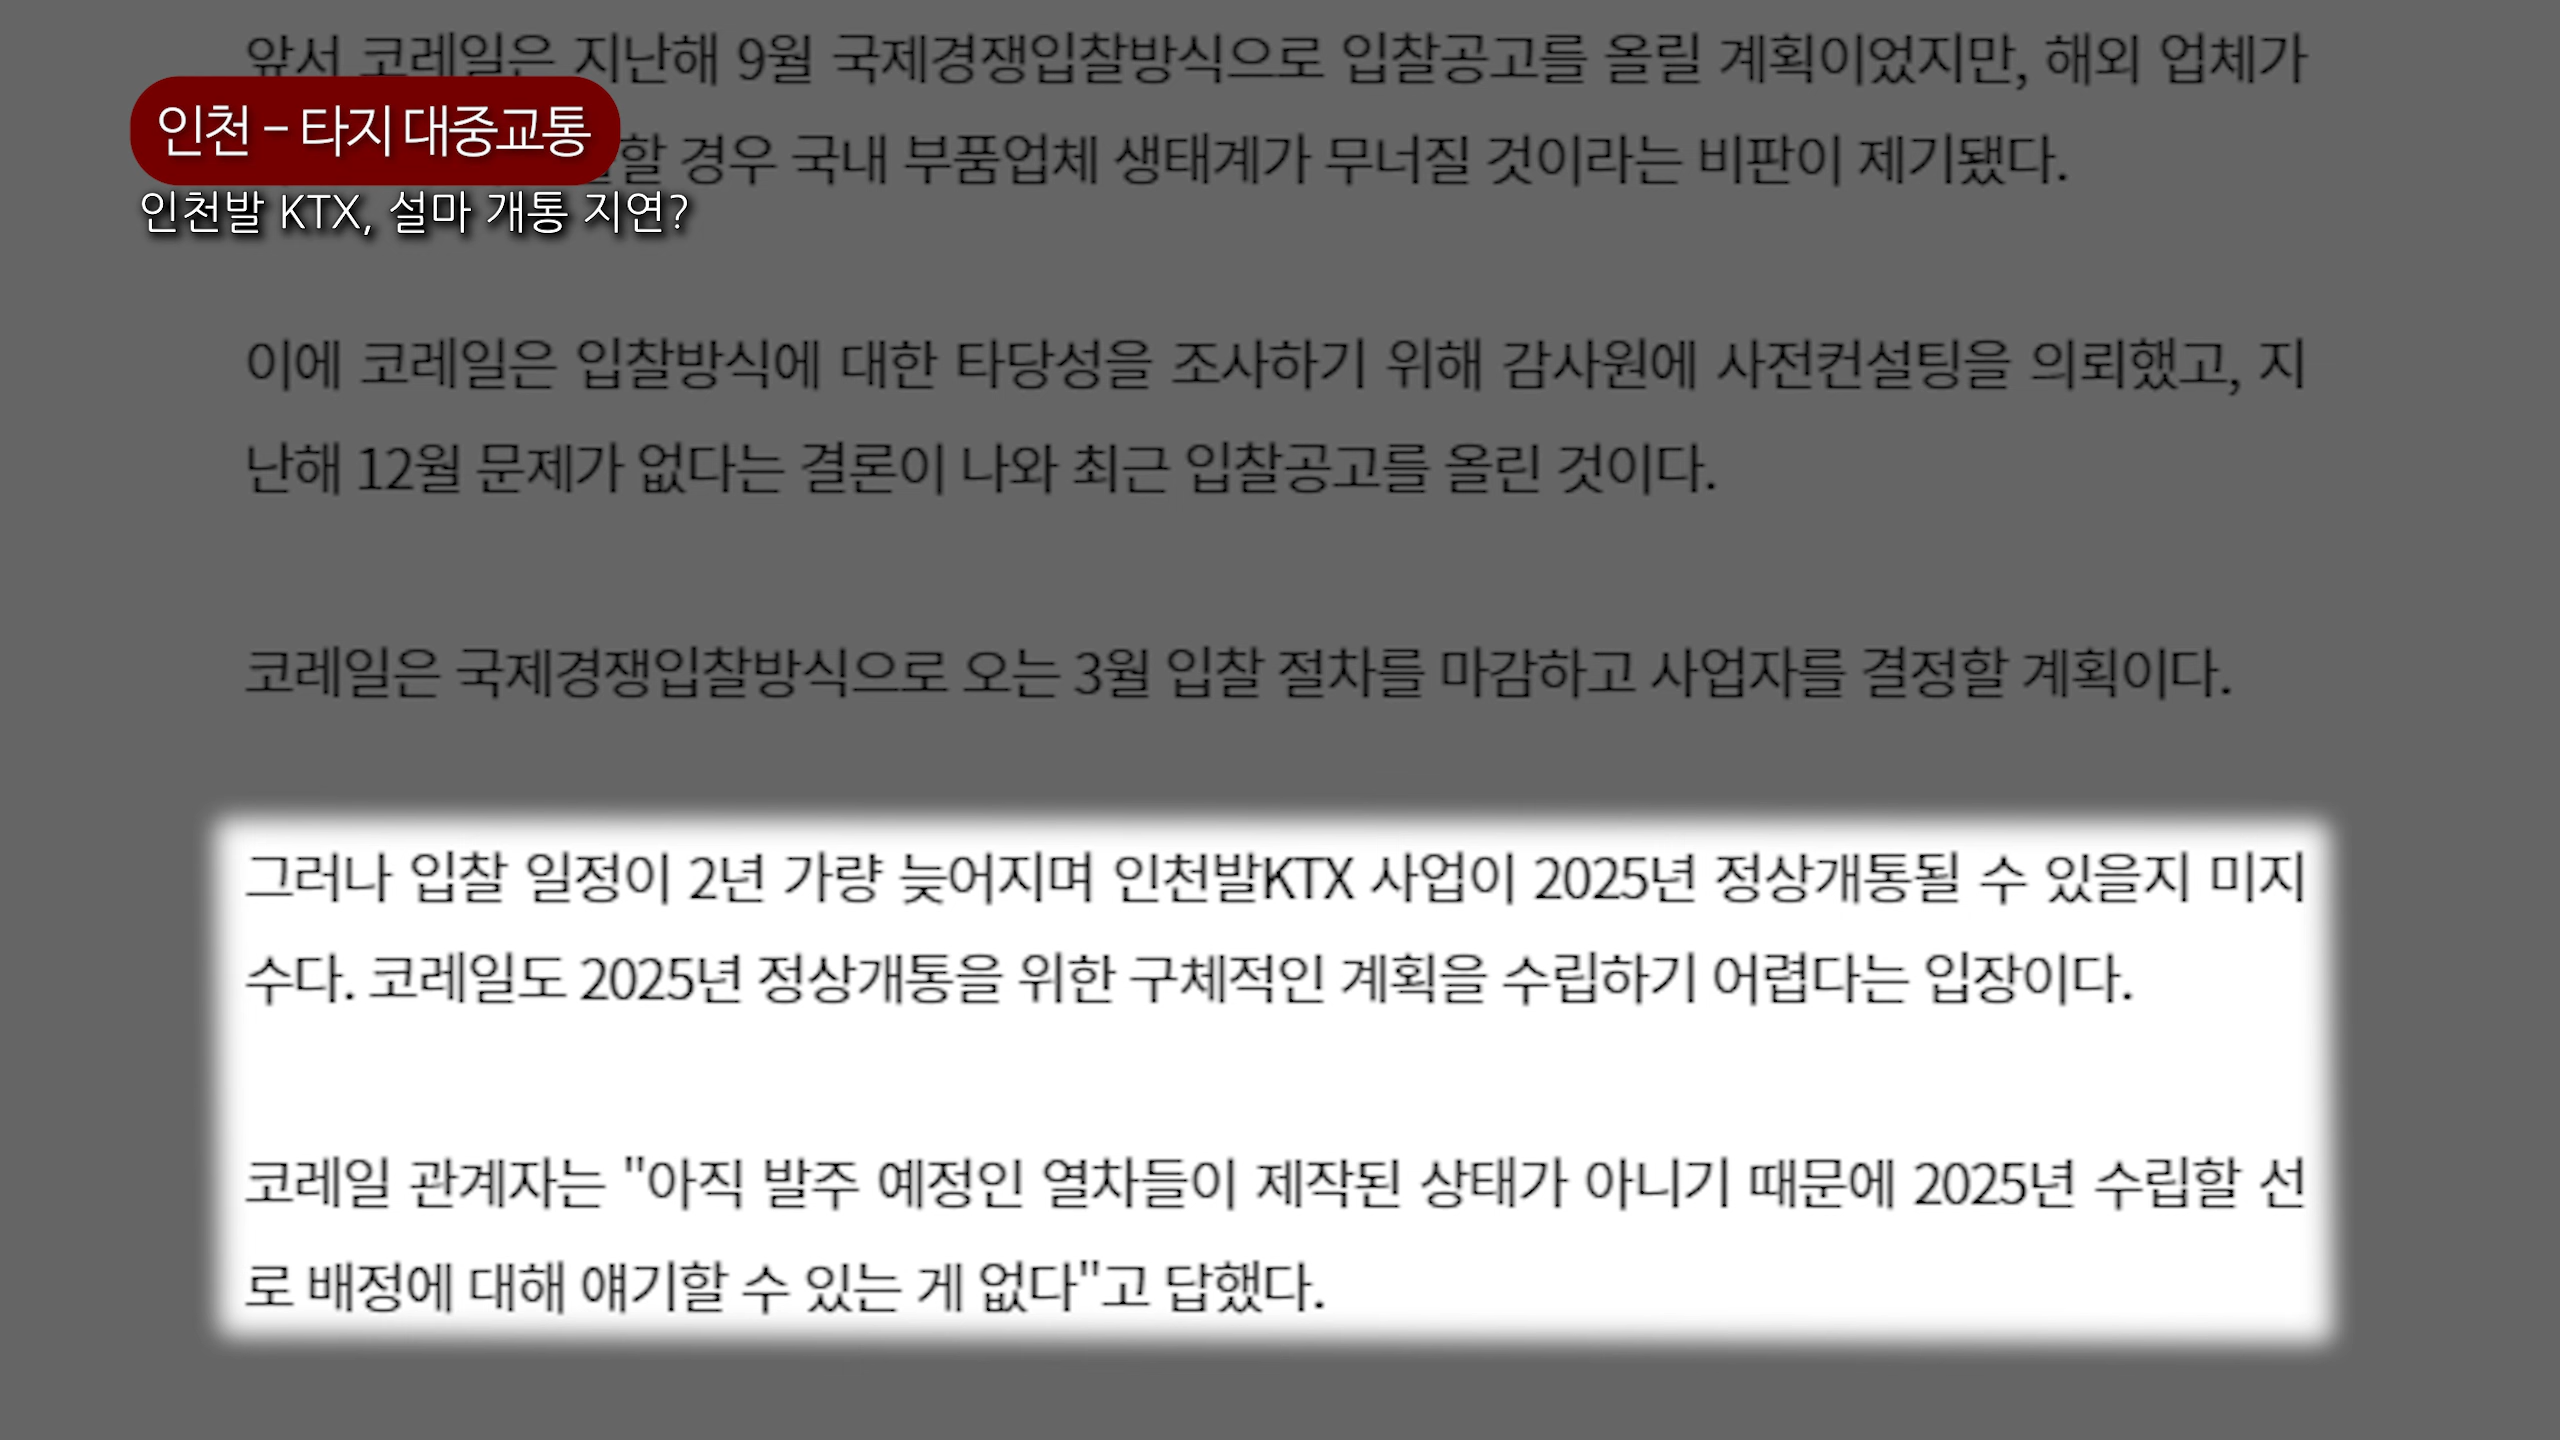 앞서 코레일은 지난해 9월 국제경쟁입찰방식으로 입찰공고를 올릴 계획이었지만, 해외 업체가
인천 – 타지 대중교통
할 경우 국내 부품업체 생태계가 무너질 것이라는 비판이 제기됐다.
인천발 KTX, 설마 개통 지연?
이에 코레일은 입찰방식에 대한 타당성을 조사하기 위해 감사원에 사전컨설팅을 의뢰했고, 지
난해 12월 문제가 없다는 결론이 나와 최근 입찰공고를 올린 것이다.
코레일은 국제경쟁입찰방식으로 오는 3월 입찰 절차를 마감하고 사업자를 결정할 계획이다.
그러나 입찰 일정이 2년 가량 늦어지며 인천발KTX 사업이 2025년 정상개통될 수 있을지 미지
수다. 코레일도 2025년 정상개통을 위한 구체적인 계획을 수립하기 어렵다는 입장이다.
코레일 관계자는 "아직 발주 예정인 열차들이 제작된 상태가 아니기 때문에 2025년 수립할 선
로 배정에 대해 얘기할 수 있는 게 없다"고 답했다.